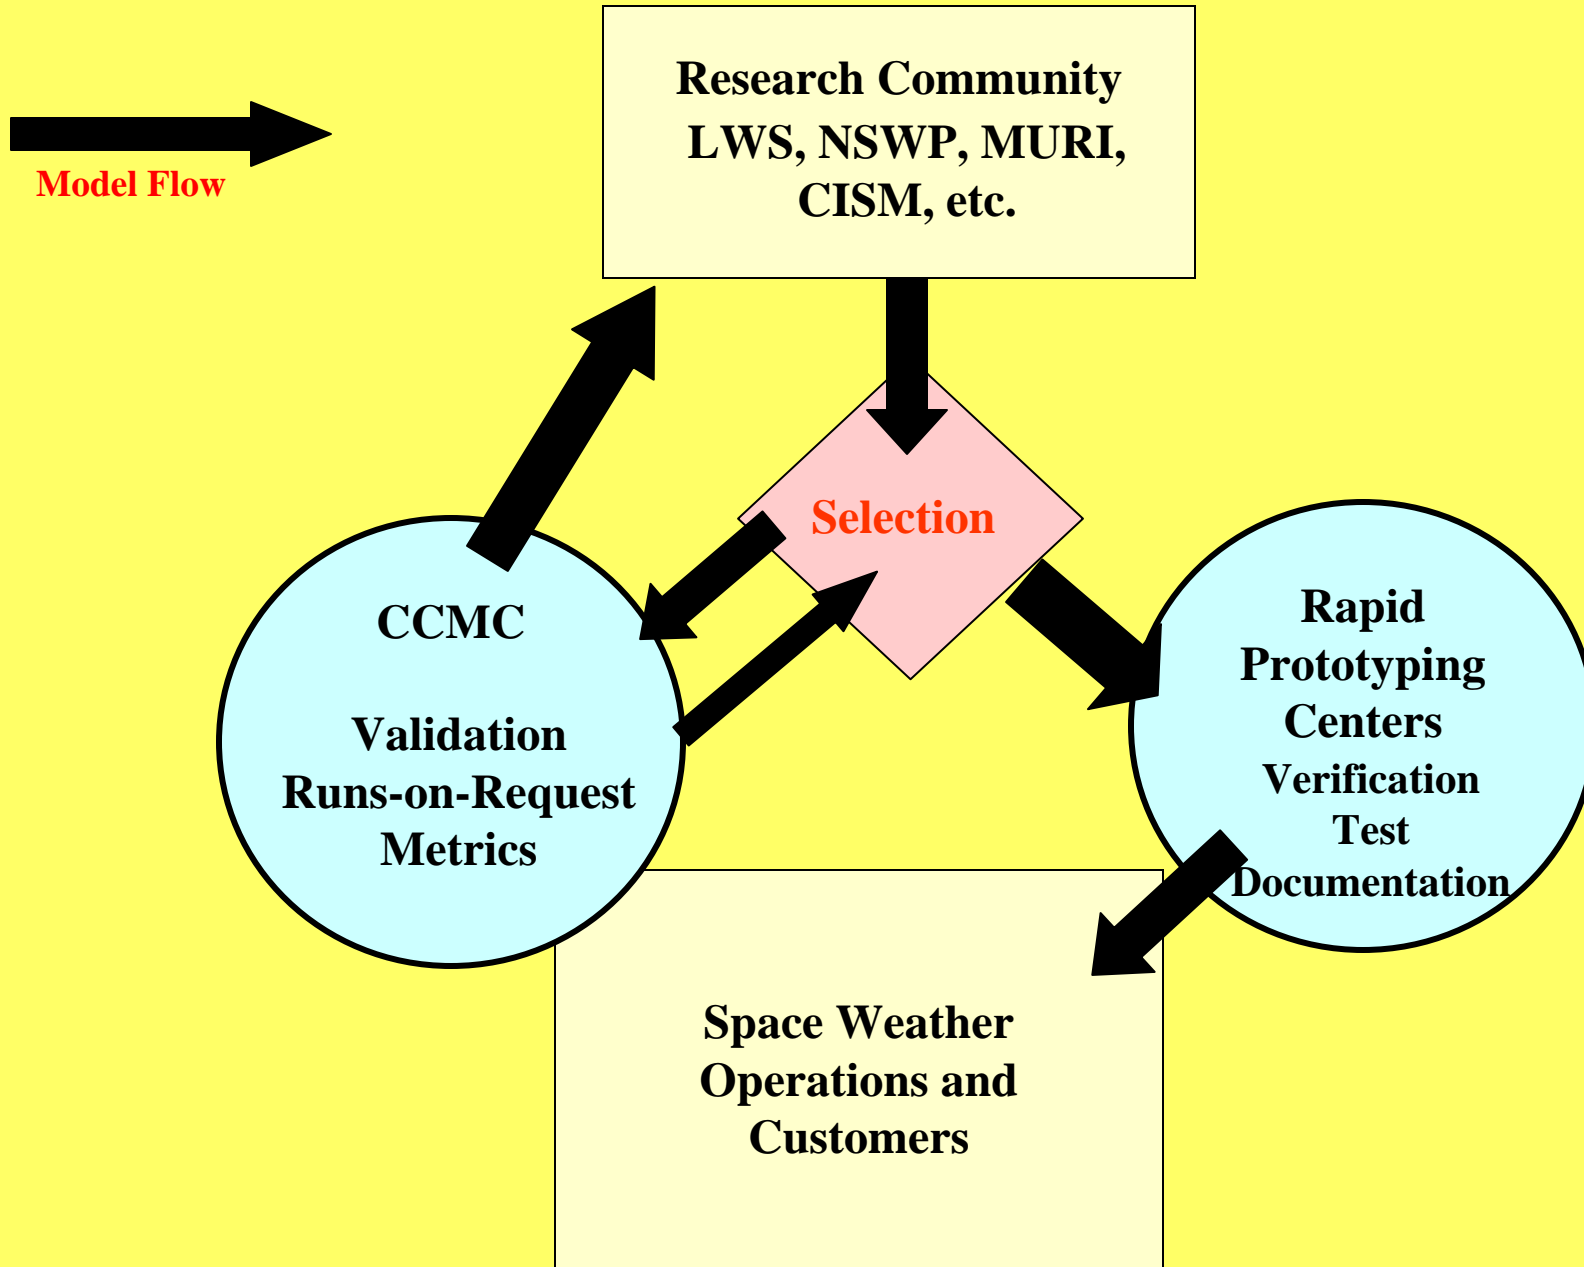 Research Community
LWS, NSWP, MURI,
CISM, etc.
Model Flow
Selection
CCMC
Validation
Runs-on-Request
Metrics
Rapid
Prototyping
Centers
Verification
Test
Documentation
Space Weather
Operations and
Customers